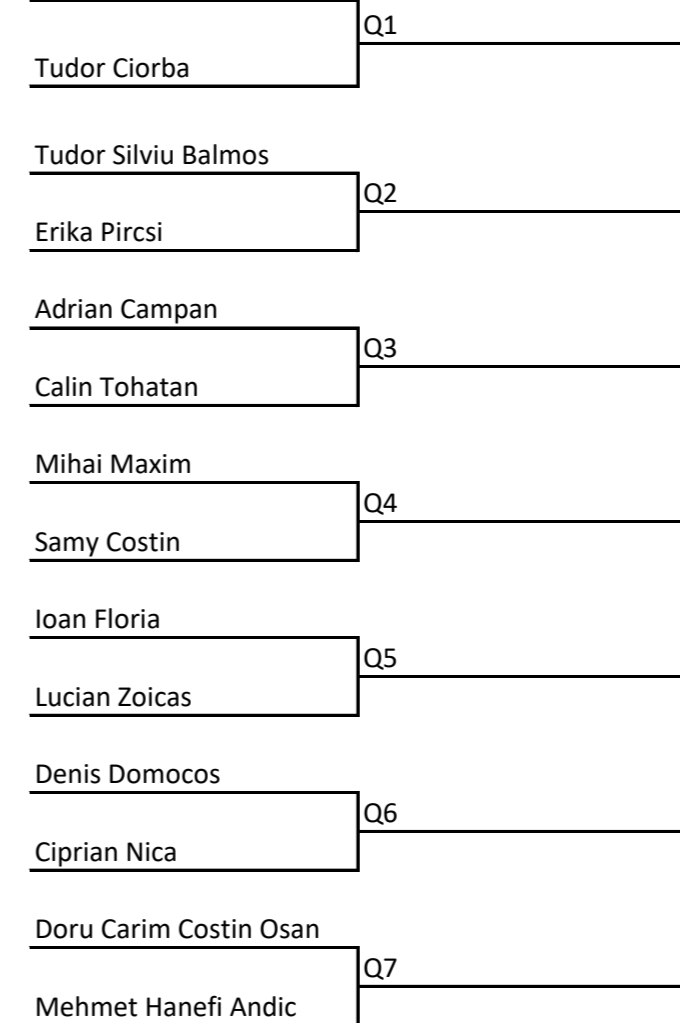 Q1
Tudor Ciorba
Tudor Silviu Balmos
Q2
Erika Pircsi
Adrian Campan
Q3
Calin Tohatan
Mihai Maxim
Q4
Samy Costin
Ioan Floria
Q5
Lucian Zoicas
Denis Domocos
Q6
Ciprian Nica
Doru Carim Costin Osan
Q7
Mehmet Hanefi Andic